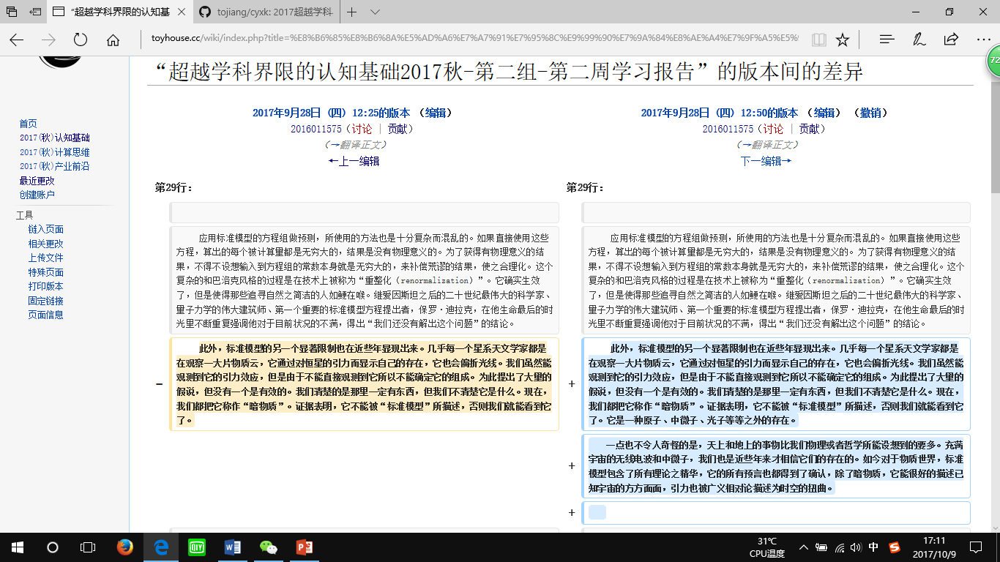 “超越学科界限的认知基
tojiang/cyxk: 2017超越学科
toyhouse.cc/wiki/index.php?title=%E8%B6%85%E8%B6%8A%E5%AD%A6%E7%A7%91%E7%95%8C%E9%99%90%E7%9A%84%E8%AE%A4%E7%9F%A5%E5%
72
“超越学科界限的认知基础2017秋-第二组-第二周学习报告”的版本间的差异
首页
2017(秋)认知基础
2017(秋)计算思维
2017(秋)产业前沿
最近更改
创建账户
工具
链入页面
相关更改
上传文件
特殊页面
打印版本
固定链接
页面信息
2017年9月28日 (四) 12:25的版本 （编辑）
2016011575（讨论 | 贡献）
（→翻译正文）
←上一编辑
2017年9月28日 (四) 12:50的版本 （编辑） （撤销）
2016011575（讨论 | 贡献）
（→翻译正文）
下一编辑→
第29行：
第29行：
应用标准模型的方程组做预测，所使用的方法也是十分复杂而混乱的。如果直接使用这些
方程，算出的每个被计算量都是无穷大的，结果是没有物理意义的。为了获得有物理意义的结
果，不得不设想输入到方程组的常数本身就是无穷大的，来补偿荒谬的结果，使之合理化。这个
复杂的和巴洛克风格的过程是在技术上被称为“重整化（renormalization）”。它确实生效
了，但是使得那些追寻自然之简洁的人如鲠在喉。维爱因斯坦之后的二十世纪最伟大的科学家、
量子力学的伟大建筑师、第一个重要的标准模型方程提出者，保罗·迪拉克，在他生命最后的时
光里不断重复强调他对于目前状况的不满，得出“我们还没有解出这个问题”的结论。
应用标准模型的方程组做预测，所使用的方法也是十分复杂而混乱的。如果直接使用这些
方程，算出的每个被计算量都是无穷大的，结果是没有物理意义的。为了获得有物理意义的结
果，不得不设想输入到方程组的常数本身就是无穷大的，来补偿荒谬的结果，使之合理化。这个
复杂的和巴洛克风格的过程是在技术上被称为“重整化（renormalization）”。它确实生效
了，但是使得那些追寻自然之简洁的人如鲠在喉。维爱因斯坦之后的二十世纪最伟大的科学家、
量子力学的伟大建筑师、第一个重要的标准模型方程提出者，保罗·迪拉克，在他生命最后的时
光里不断重复强调他对于目前状况的不满，得出“我们还没有解出这个问题”的结论。
−
此外，标准模型的另一个显著限制也在近些年显现出来。几乎每一个星系天文学家都是
在观察一大片物质云，它通过对恒星的引力而显示自己的存在，它也会偏折光线。我们虽然能
观测到它的引力效应，但是由于不能直接观测到它所以不能确定它的组成。为此提出了大量的
假说，但没有一个是有效的。我们清楚的是那里一定有东西，但我们不清楚它是什么。现在，
我们都把它称作“暗物质”。证据表明，它不能被“标准模型”所描述，否则我们就能看到它
了。
+
此外，标准模型的另一个显著限制也在近些年显现出来。几乎每一个星系天文学家都是
在观察一大片物质云，它通过对恒星的引力而显示自己的存在，它也会偏折光线。我们虽然能
观测到它的引力效应，但是由于不能直接观测到它所以不能确定它的组成。为此提出了大量的
假说，但没有一个是有效的。我们清楚的是那里一定有东西，但我们不清楚它是什么。现在，
我们都把它称作“暗物质”。证据表明，它不能被“标准模型”所描述，否则我们就能看到它
了。它是一种原子、中微子、光子等等之外的存在。
+
一点也不令人奇怪的是，天上和地上的事物比我们物理或者哲学所能设想到的要多。充满
宇宙的无线电波和中微子，我们也是近些年来才相信它们的存在的。如今对于物质世界，标准
模型包含了所有理论之精华，它的所有预言也都得到了确认，除了暗物质，它能很好的描述已
知宇宙的方方面面，引力也被广义相对论描述为时空的扭曲。
+
31℃
CPU温度
中
17:11
2017/10/9